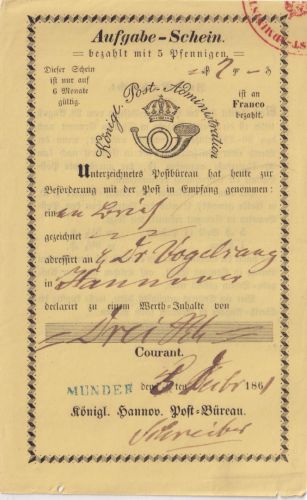 Aufgabe-Schein.
bezahlt mit 5 Pfennigen.
Dieser Schein
ist nur auf
6 Monate
gültig.
ist an
Franco
bezahlt.
Königl. Post-Administration
Unterzeichnetes Postbüreau hat heute zur
Beförderung mit der Post in Empfang genommen:
einen Brief
gezeichnet
adressirt an Dr Vogelsang
in Hannover
declarirt zu einem Werth-Inhalte von
Drei
Courant.
MUNDER den ten 1861
Königl. Hannov. Post-Büreau.
Schreiber